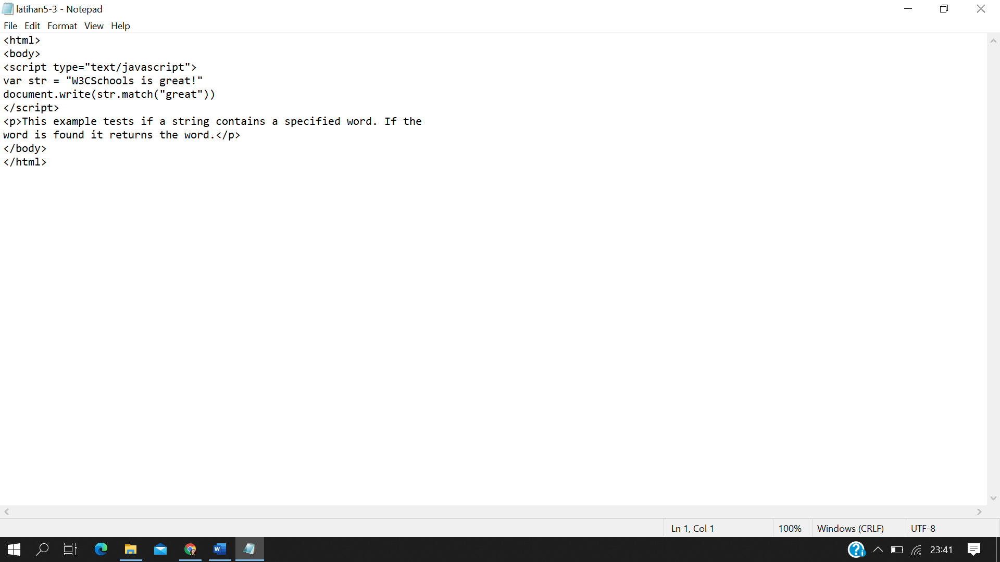 latihan5-3 - Notepad
File Edit Format View Help
<html>
<body>
<script type="text/javascript">
var str = "W3CSchools is great!"
document.write(str.match("great"))
</script>
<p>This example tests if a string contains a specified word. If the
word is found it returns the word.</p>
</body>
</html>
Ln 1, Col 1 100% Windows (CRLF) UTF-8
23:41